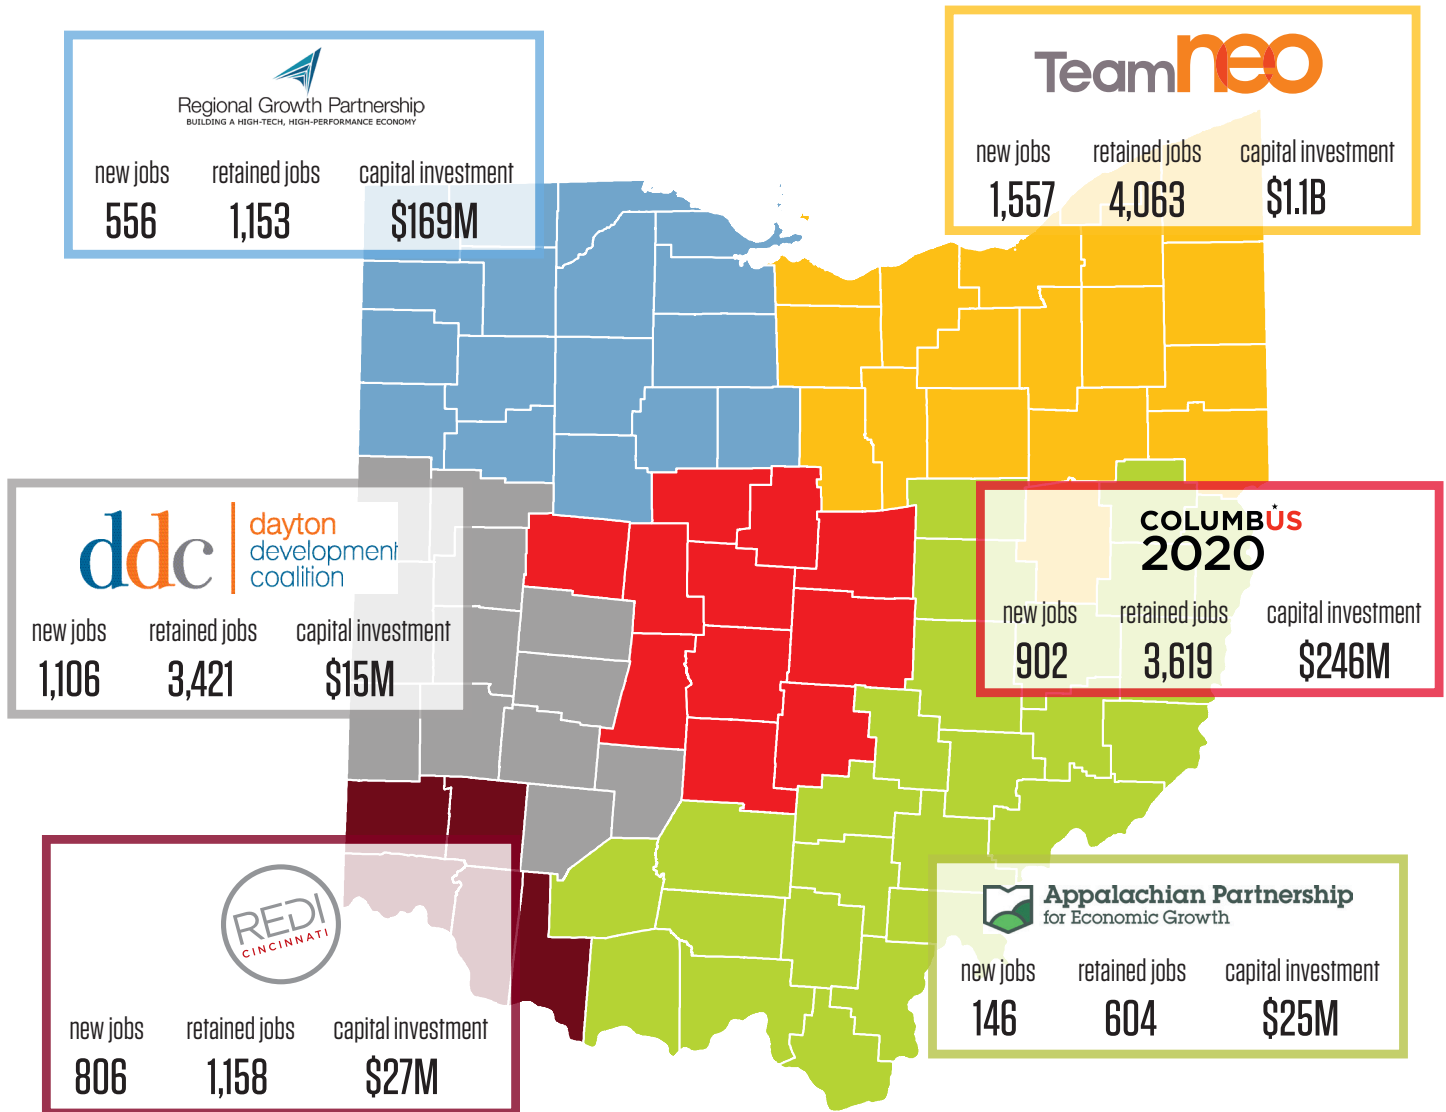 Regional Growth Partnership
BUILDING A HIGH-TECH, HIGH-PERFORMANCE ECONOMY
new jobs retained jobs capital investment
556 1,153 $169M
Teamneo
new jobs retained jobs capital investment
1,557 4,063 $1.1B
ddc dayton
development
coalition
new jobs retained jobs capital investment
1,106 3,421 $15M
COLUMBUS
2020
new jobs retained jobs capital investment
902 3,619 $246M
REDI
CINCINNATI
new jobs retained jobs capital investment
806 1,158 $27M
Appalachian Partnership
for Economic Growth
new jobs retained jobs capital investment
146 604 $25M